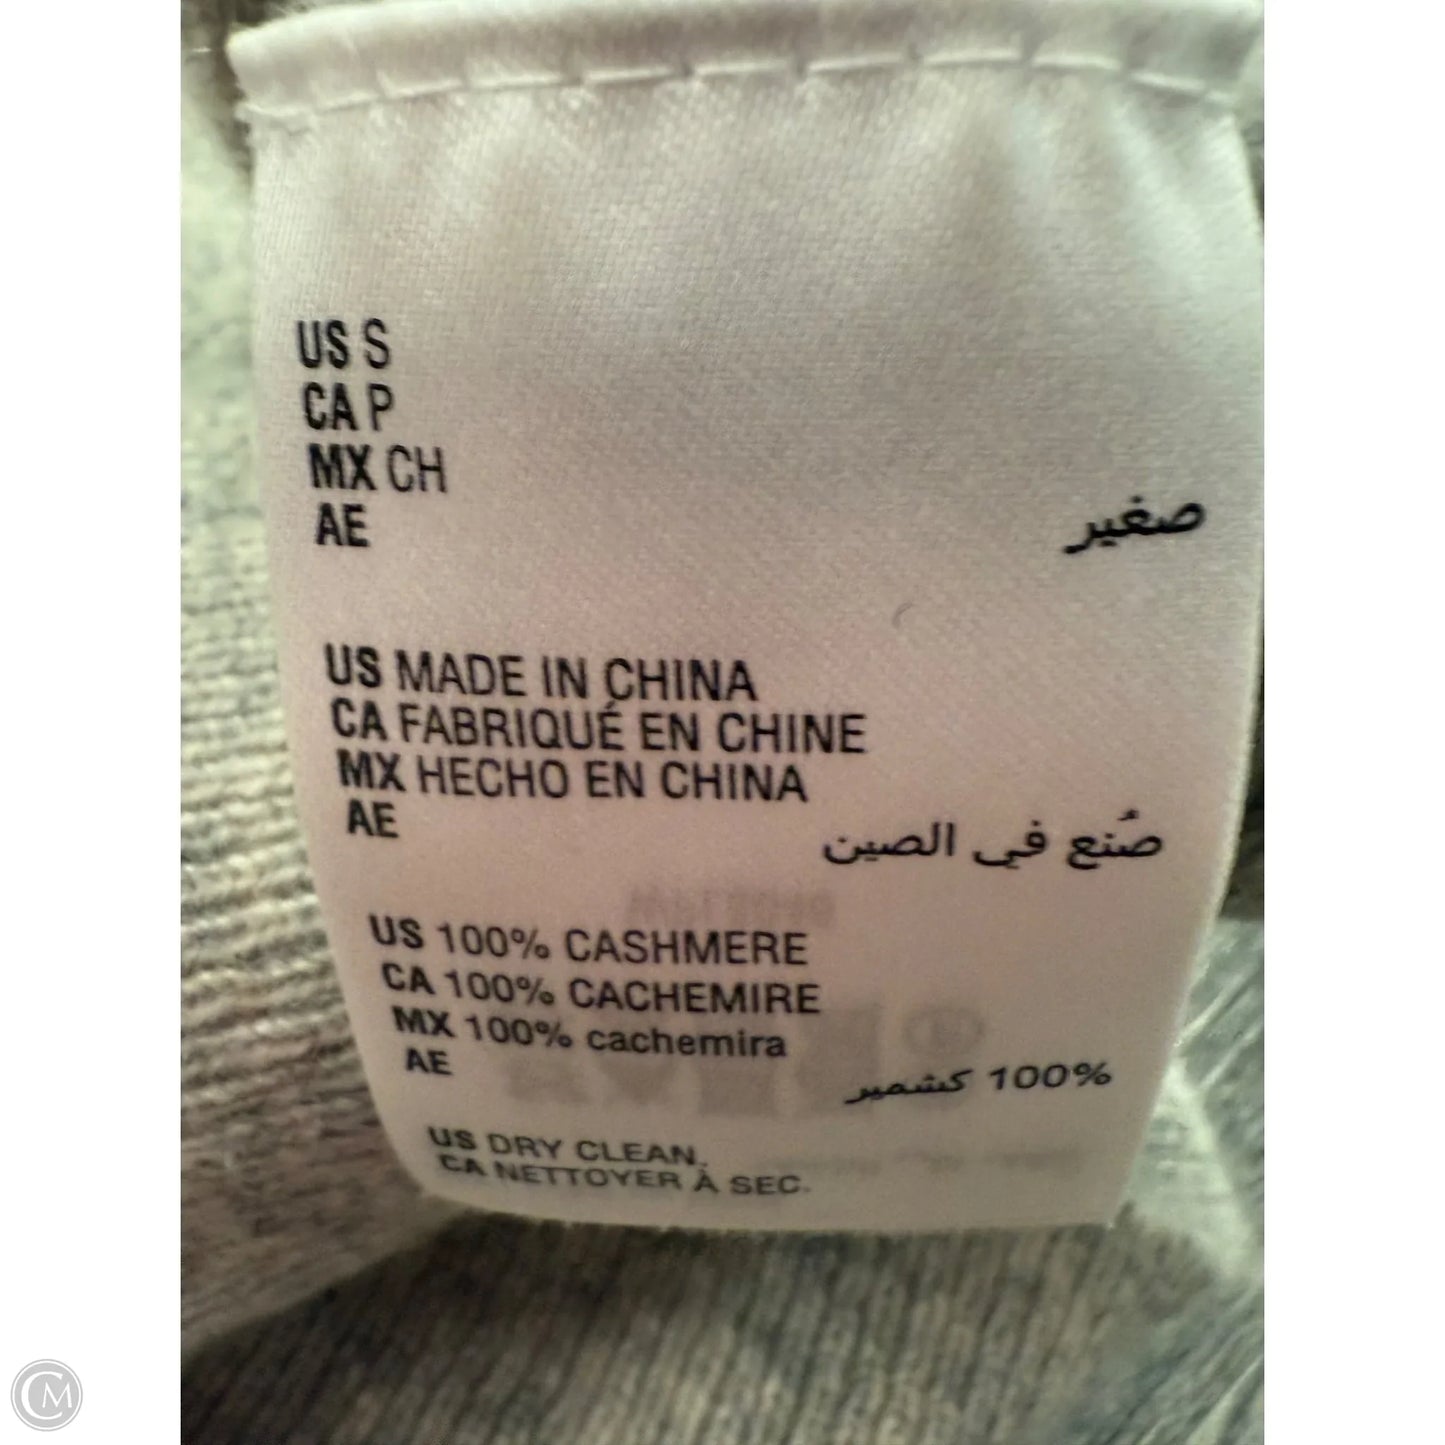 US S
CA P
MX CH
AE صغير
US MADE IN CHINA
CA FABRIQUÉ EN CHINE
MX HECHO EN CHINA
AE صُنع في الصين
US 100% CASHMERE
CA 100% CACHEMIRE
MX 100% cachemira
AE 100% كشمير
US DRY CLEAN.
CA NETTOYER À SEC.
CM